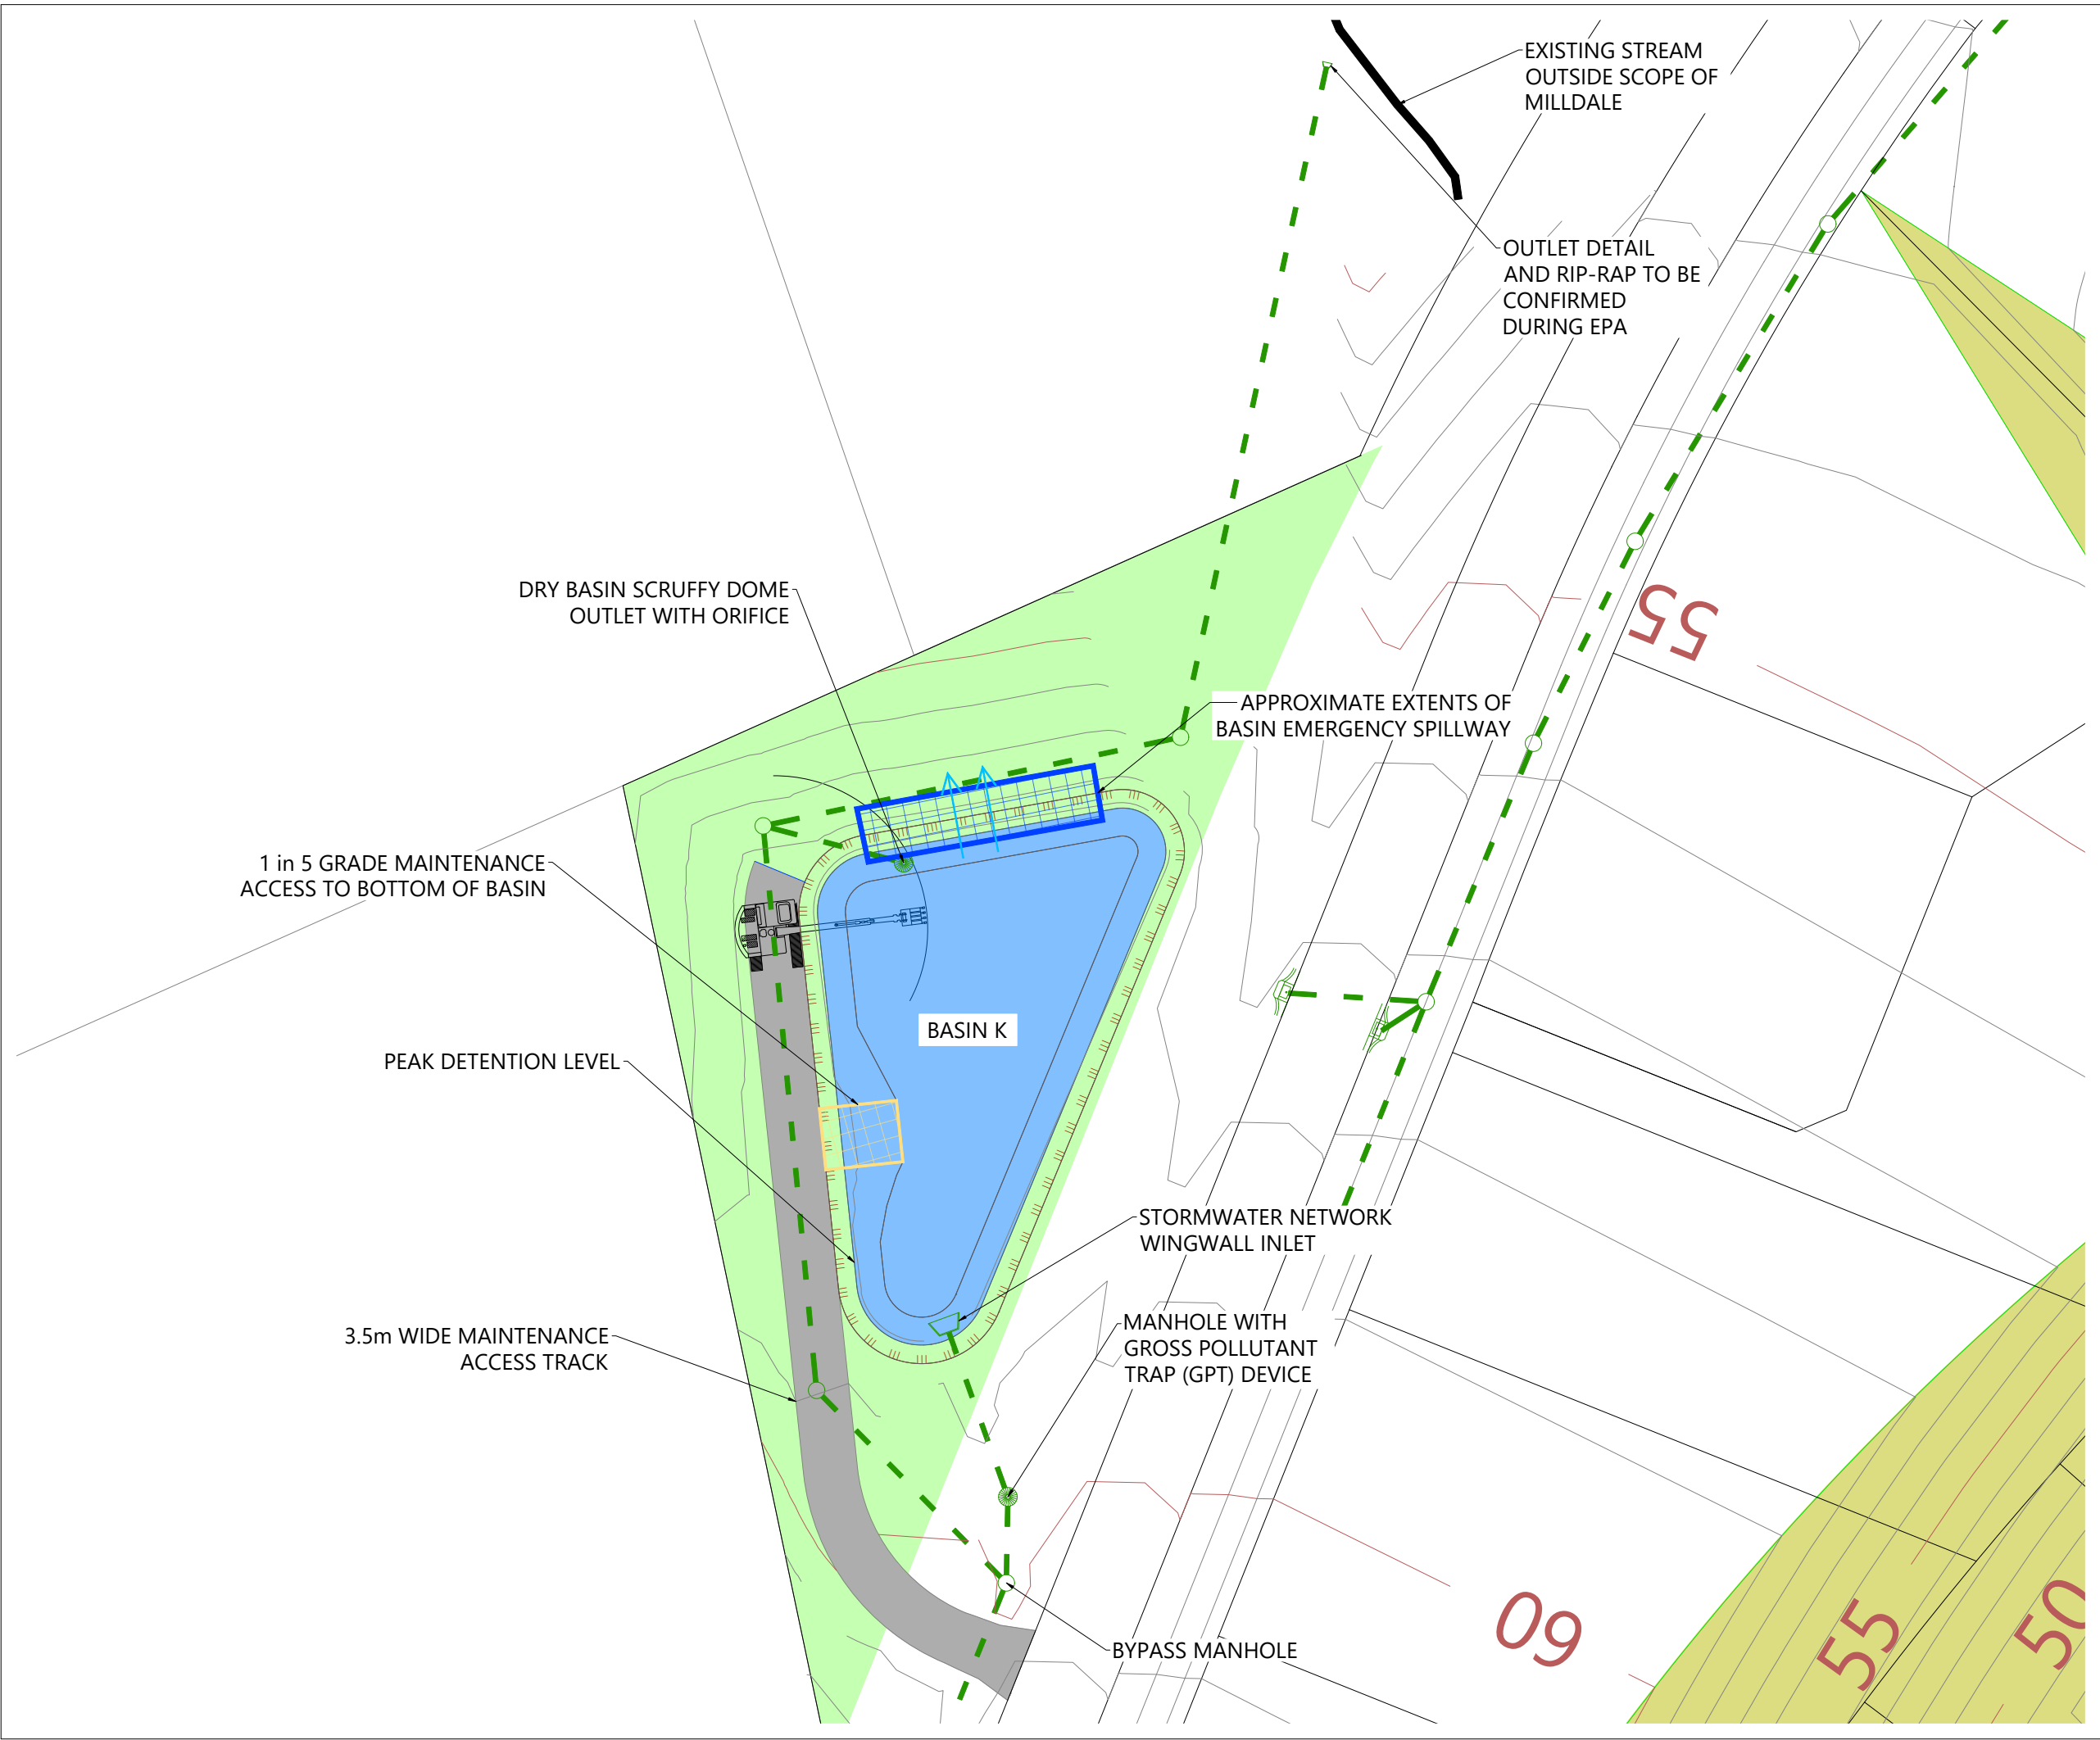 EXISTING STREAM
OUTSIDE SCOPE OF
MILLDALE
OUTLET DETAIL
AND RIP-RAP TO BE
CONFIRMED
DURING EPA
DRY BASIN SCRUFFY DOME
OUTLET WITH ORIFICE
55
APPROXIMATE EXTENTS OF
BASIN EMERGENCY SPILLWAY
1 in 5 GRADE MAINTENANCE
ACCESS TO BOTTOM OF BASIN
BASIN K
PEAK DETENTION LEVEL
STORMWATER NETWORK
WINGWALL INLET
3.5m WIDE MAINTENANCE
ACCESS TRACK
MANHOLE WITH
GROSS POLLUTANT
TRAP (GPT) DEVICE
BYPASS MANHOLE
60
55
50